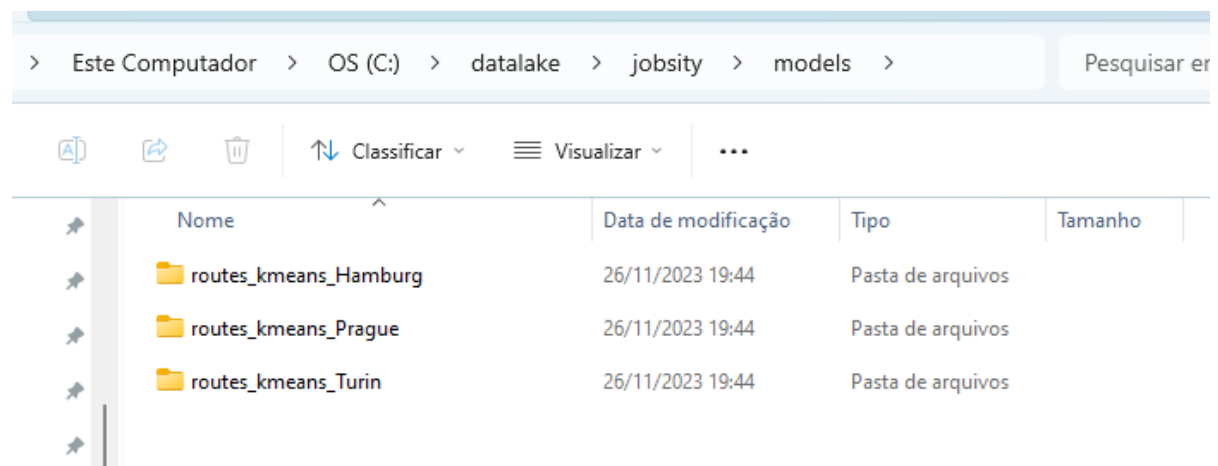 > Este Computador > OS (C:) > datalake > jobsity > models > Pesquisar em
Classificar Visualizar ...
Nome Data de modificação Tipo Tamanho
routes_kmeans_Hamburg 26/11/2023 19:44 Pasta de arquivos
routes_kmeans_Prague 26/11/2023 19:44 Pasta de arquivos
routes_kmeans_Turin 26/11/2023 19:44 Pasta de arquivos